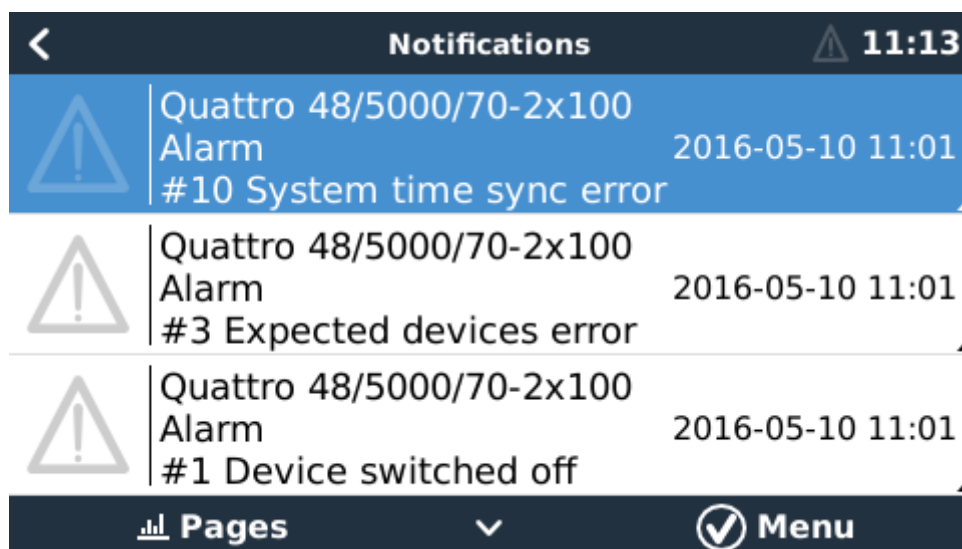 Notifications
11:13
Quattro 48/5000/70-2x100
Alarm
2016-05-10 11:01
#10 System time sync error
Quattro 48/5000/70-2x100
Alarm
2016-05-10 11:01
#3 Expected devices error
Quattro 48/5000/70-2x100
Alarm
2016-05-10 11:01
#1 Device switched off
Pages
Menu